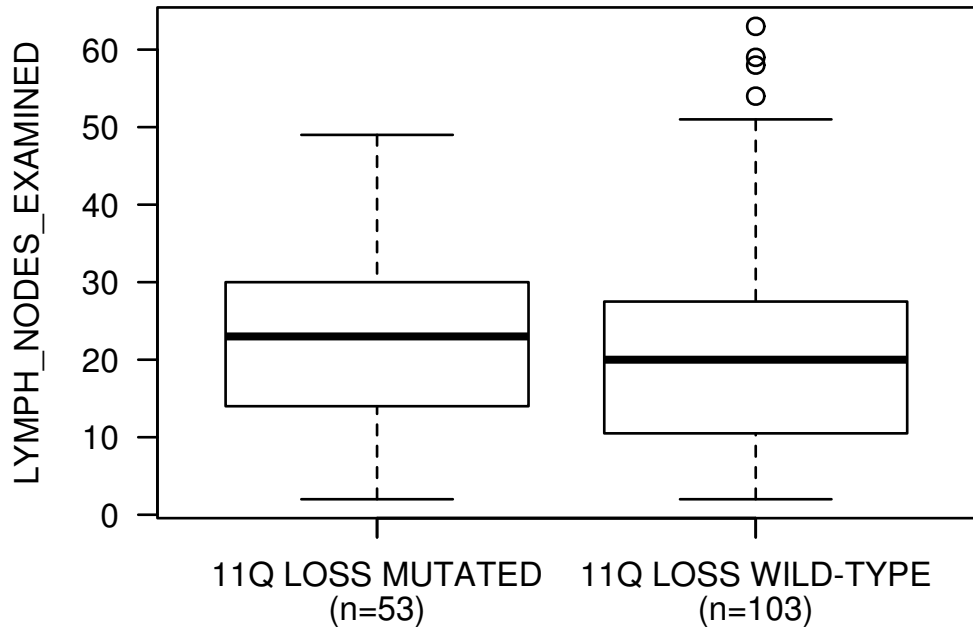 LYMPH_NODES_EXAMINED
60
50
40
30
20
10
0
11Q LOSS MUTATED
(n=53)
11Q LOSS WILD-TYPE
(n=103)